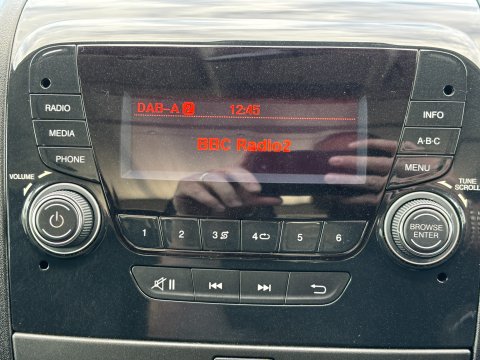 DAB-A 2 12:45
BBC Radio2
RADIO
MEDIA
PHONE
VOLUME
INFO
A·B·C
MENU
TUNE
SCROLL
BROWSE
ENTER
1 2 3 4 5 6